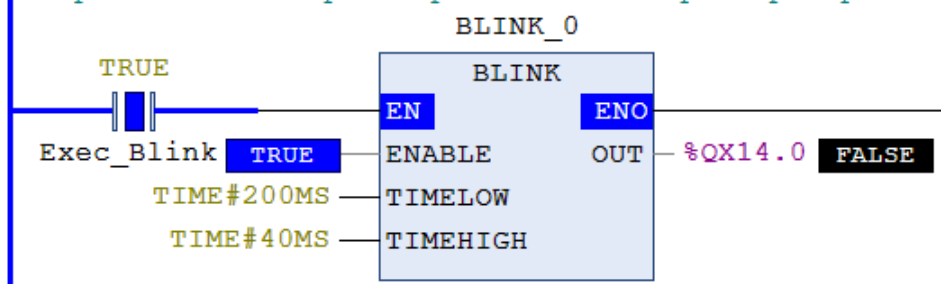 BLINK_0
TRUE BLINK
EN ENO
Exec_Blink TRUE ENABLE OUT %QX14.0 FALSE
TIME#200MS TIMELOW
TIME#40MS TIMEHIGH